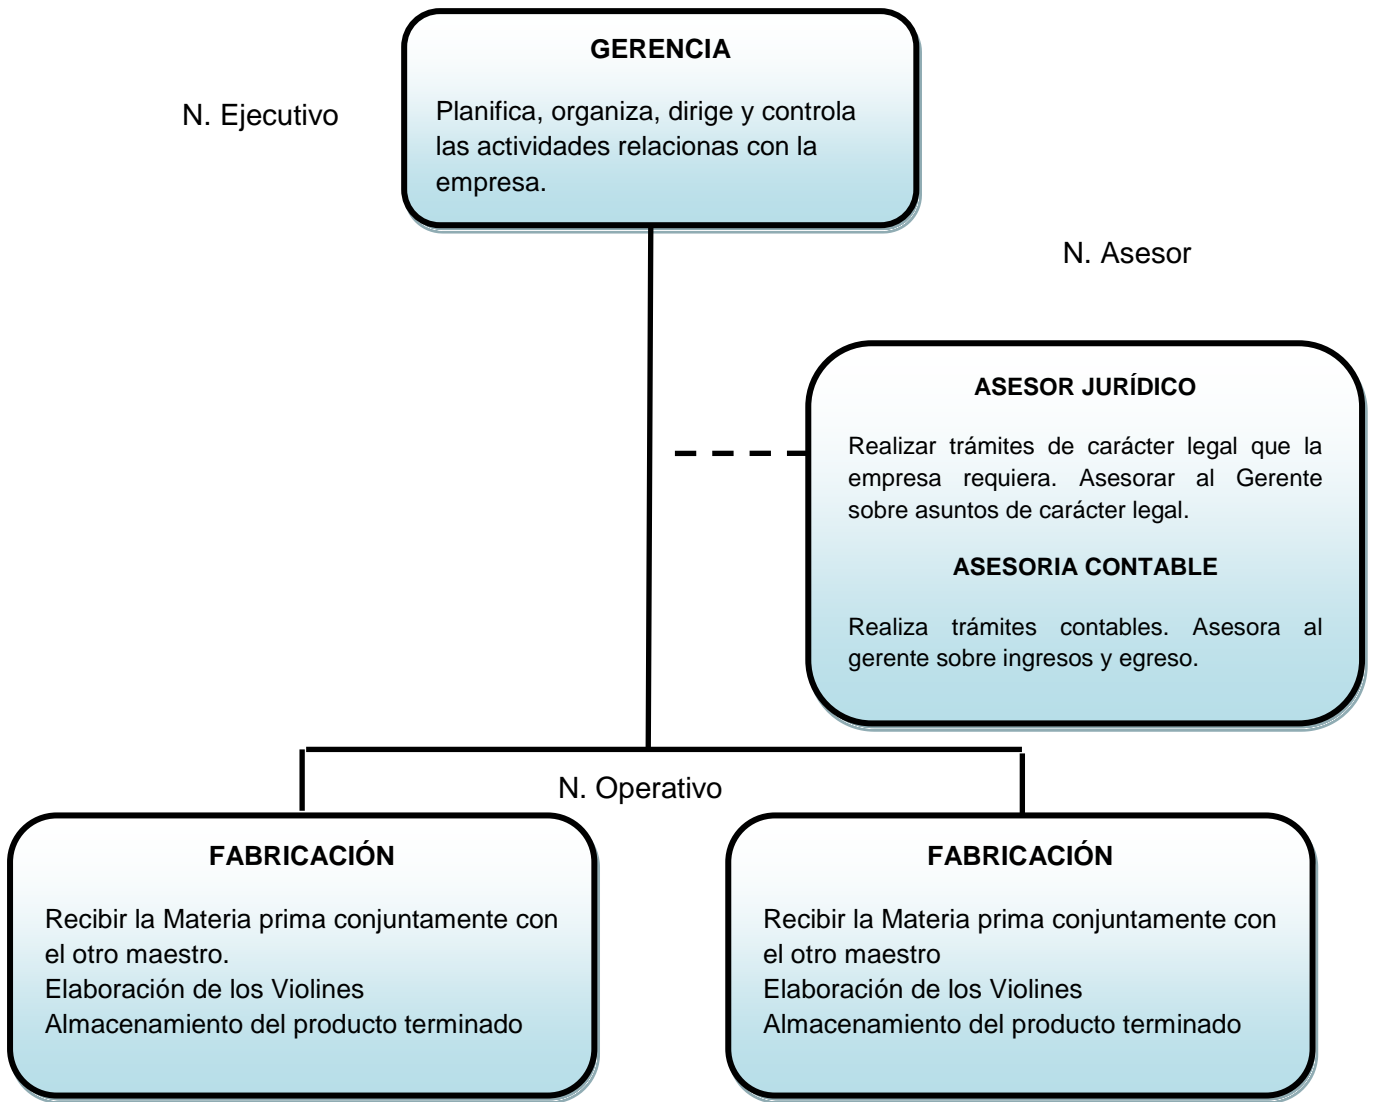 GERENCIA
N. Ejecutivo
Planifica, organiza, dirige y controla
las actividades relacionas con la
empresa.
N. Asesor
ASESOR JURÍDICO
Realizar trámites de carácter legal que la
empresa requiera. Asesorar al Gerente
sobre asuntos de carácter legal.
ASESORIA CONTABLE
Realiza trámites contables. Asesora al
gerente sobre ingresos y egreso.
N. Operativo
FABRICACIÓN
Recibir la Materia prima conjuntamente con
el otro maestro.
Elaboración de los Violines
Almacenamiento del producto terminado
FABRICACIÓN
Recibir la Materia prima conjuntamente con
el otro maestro
Elaboración de los Violines
Almacenamiento del producto terminado